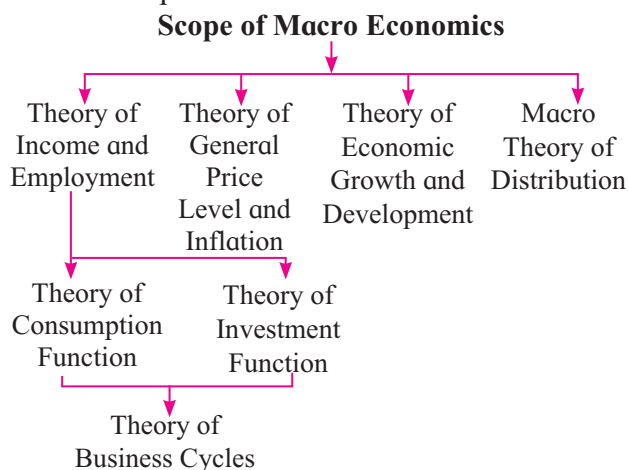 Scope of Macro Economics
Theory of
Income and
Employment
Theory of
General
Price
Level and
Inflation
Theory of
Economic
Growth and
Development
Macro
Theory of
Distribution
Theory of
Consumption
Function
Theory of
Investment
Function
Theory of
Business Cycles